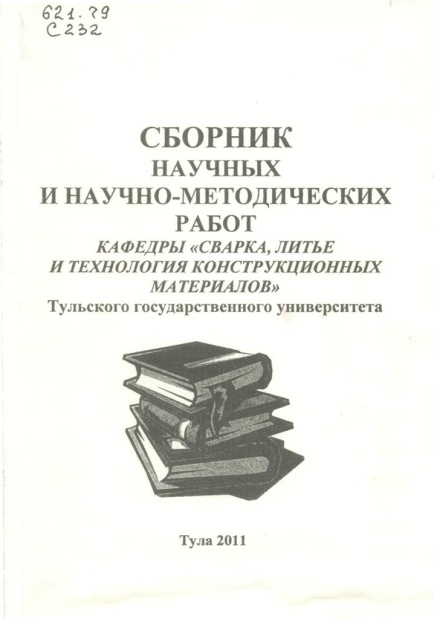 621.79
С232
СБОРНИК
НАУЧНЫХ
И НАУЧНО-МЕТОДИЧЕСКИХ
РАБОТ
КАФЕДРЫ «СВАРКА, ЛИТЬЕ
И ТЕХНОЛОГИЯ КОНСТРУКЦИОННЫХ
МАТЕРИАЛОВ»
Тульского государственного университета
Тула 2011